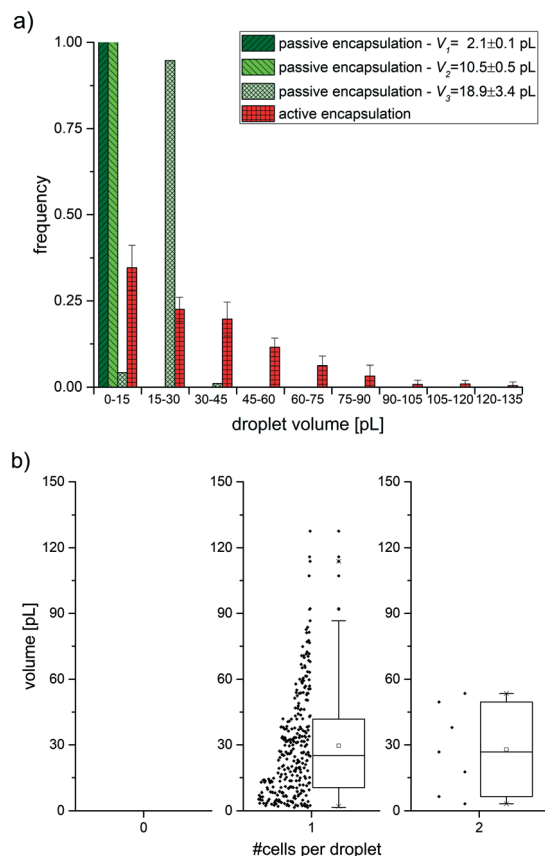 a)
passive encapsulation - V1= 2.1±0.1 pL
passive encapsulation - V2=10.5±0.5 pL
passive encapsulation - V3=18.9±3.4 pL
active encapsulation
1.00
0.75
0.50
0.25
0.00
frequency
0-15 15-30 30-45 45-60 60-75 75-90 90-105 105-120 120-135
droplet volume [pL]
b)
150 150 150
120 120 120
90 90 90
60 60 60
30 30 30
0 0 0
volume [pL]
0 1 2
#cells per droplet